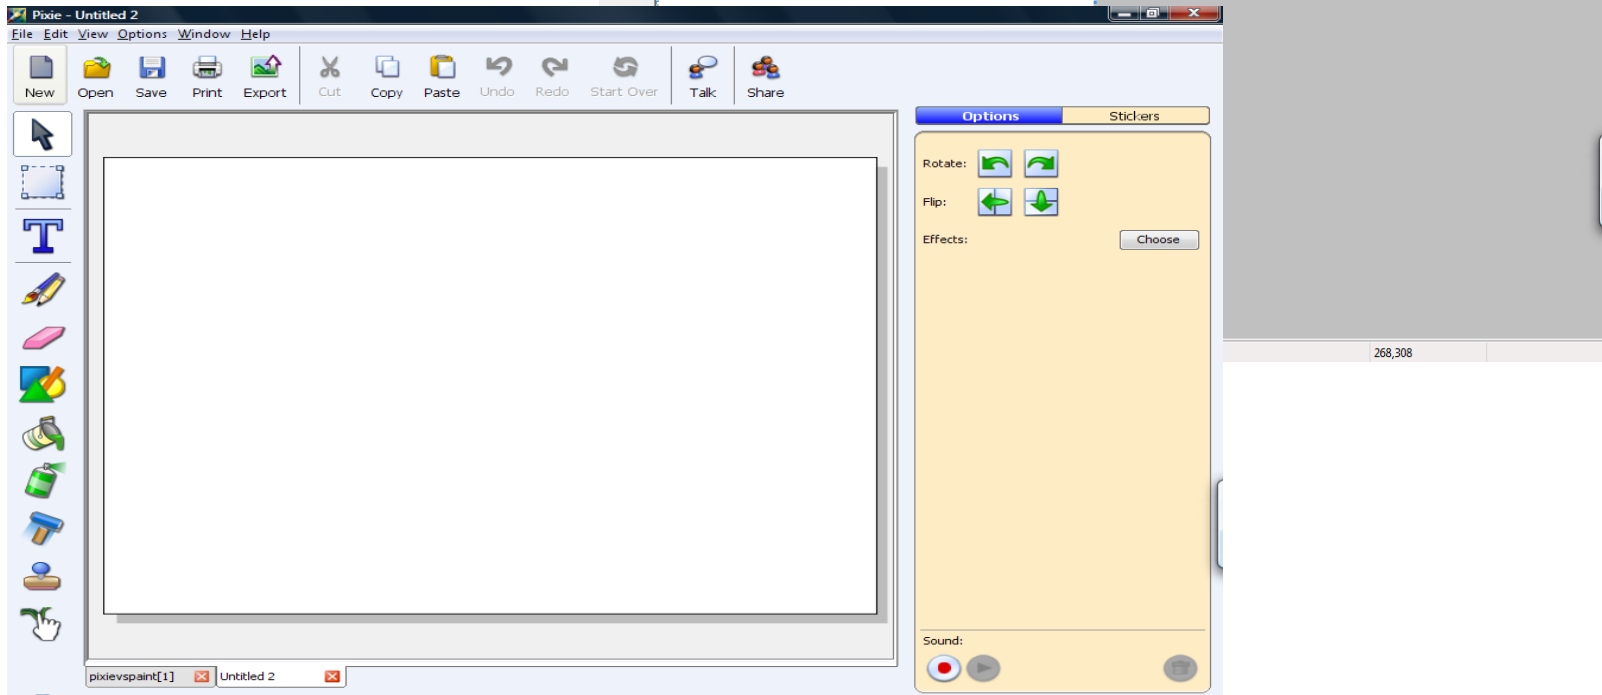 Pixie - Untitled 2
File Edit View Options Window Help
New Open Save Print Export Cut Copy Paste Undo Redo Start Over Talk Share
Options Stickers
Rotate:
Flip:
Effects: Choose
268,308
Sound:
pixievspaint[1] Untitled 2